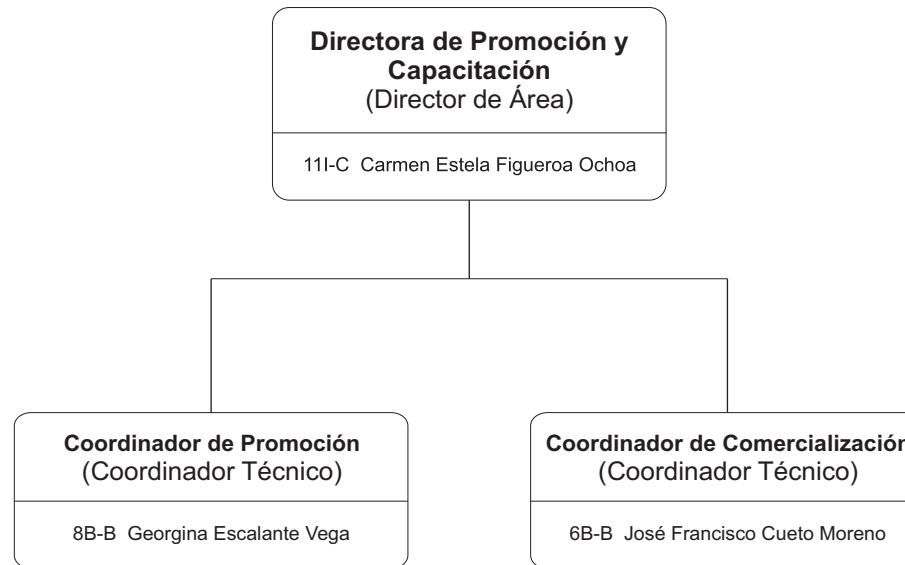 Directora de Promoción y
Capacitación
(Director de Área)
11I-C Carmen Estela Figueroa Ochoa
Coordinador de Promoción
(Coordinador Técnico)
8B-B Georgina Escalante Vega
Coordinador de Comercialización
(Coordinador Técnico)
6B-B José Francisco Cueto Moreno